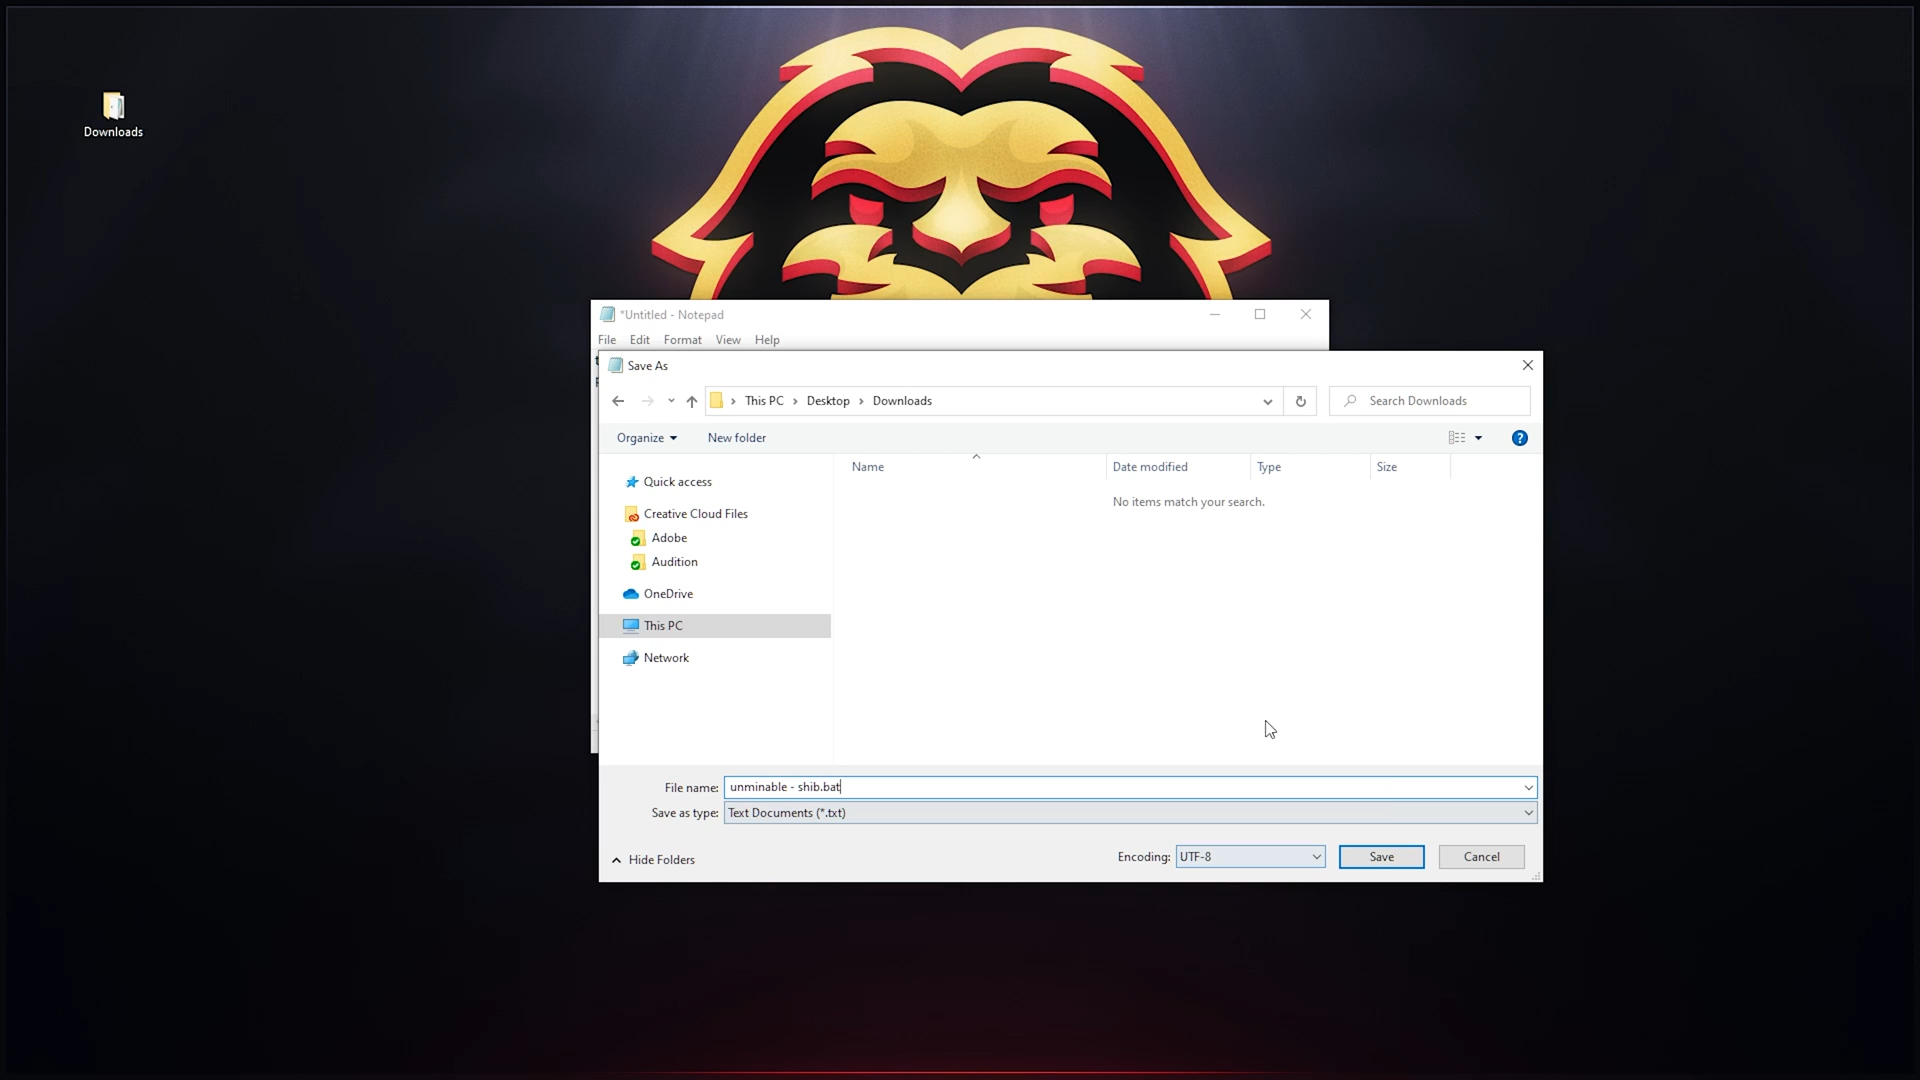 Downloads
*Untitled - Notepad
File Edit Format View Help
Save As
This PC Desktop Downloads
Search Downloads
Organize New folder
Name Date modified Type Size
Quick access
No items match your search.
Creative Cloud Files
Adobe
Audition
OneDrive
This PC
Network
File name: unminable - shib.bat
Save as type: Text Documents (*.txt)
Hide Folders
Encoding: UTF-8 Save Cancel